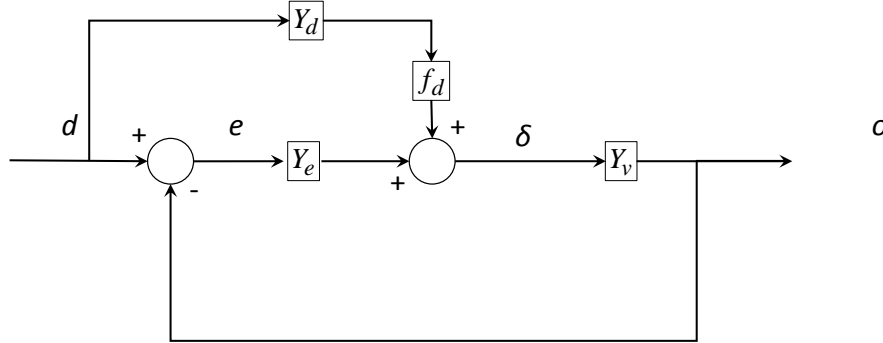 Y_d
f_d
d + e + δ o
Y_e Y_v
- +